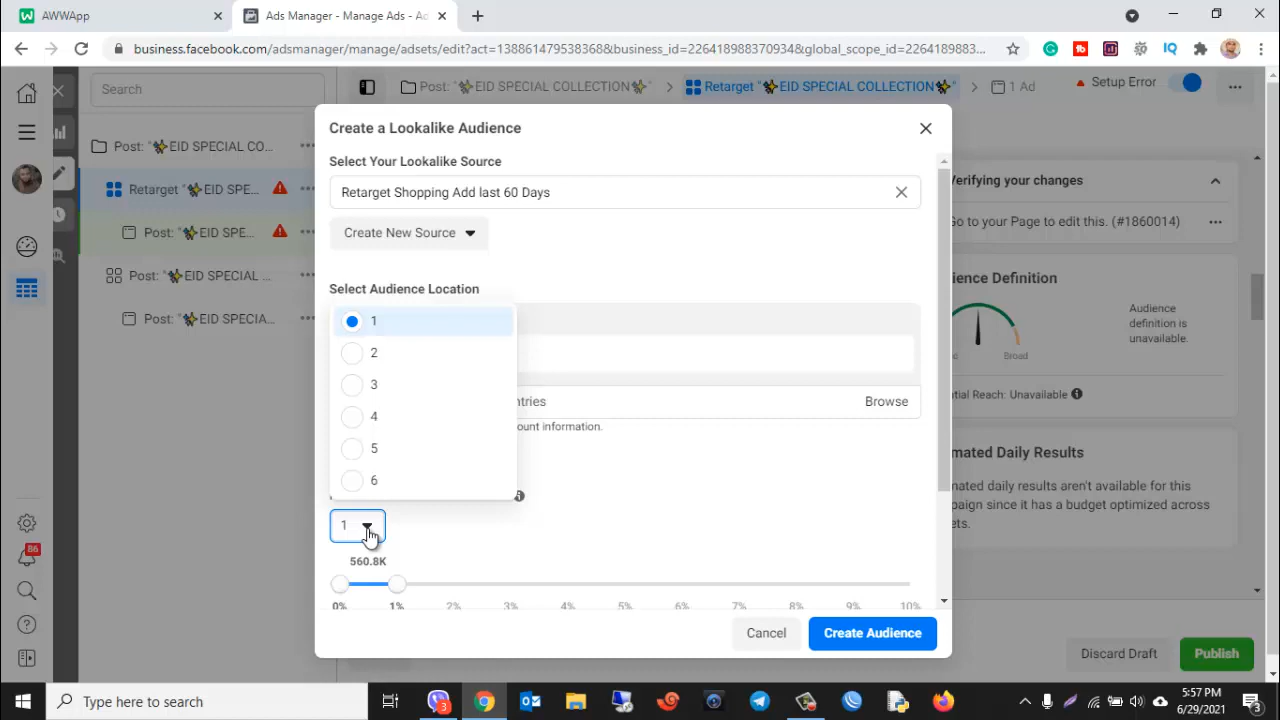 AWWApp
Ads Manager - Manage Ads - Ad
business.facebook.com/adsmanager/manage/adsets/edit?act=138861479538368&business_id=226418988370934&global_scope_id=2264189883...
Search
Post: "✨EID SPECIAL COLLECTION✨"
Retarget "✨EID SPECIAL COLLECTION✨"
1 Ad
Setup Error
Post: "✨EID SPECIAL CO...
Retarget "✨EID SPE...
Post: "✨EID SPE...
Post: "✨EID SPECIAL ...
Post: "✨EID SPECIA...
Create a Lookalike Audience
Select Your Lookalike Source
Retarget Shopping Add last 60 Days
Create New Source
Select Audience Location
1
2
3
4
5
6
ntries
Browse
ount information.
1
560.8K
0% 1% 2% 3% 4% 5% 6% 7% 8% 9% 10%
Cancel
Create Audience
Verifying your changes
Go to your Page to edit this. (#1860014)
ience Definition
Broad
Audience
definition is
unavailable.
ntial Reach: Unavailable
mated Daily Results
mated daily results aren't available for this
paign since it has a budget optimized across
ets.
Discard Draft
Publish
86
Type here to search
3
5:57 PM
6/29/2021
3